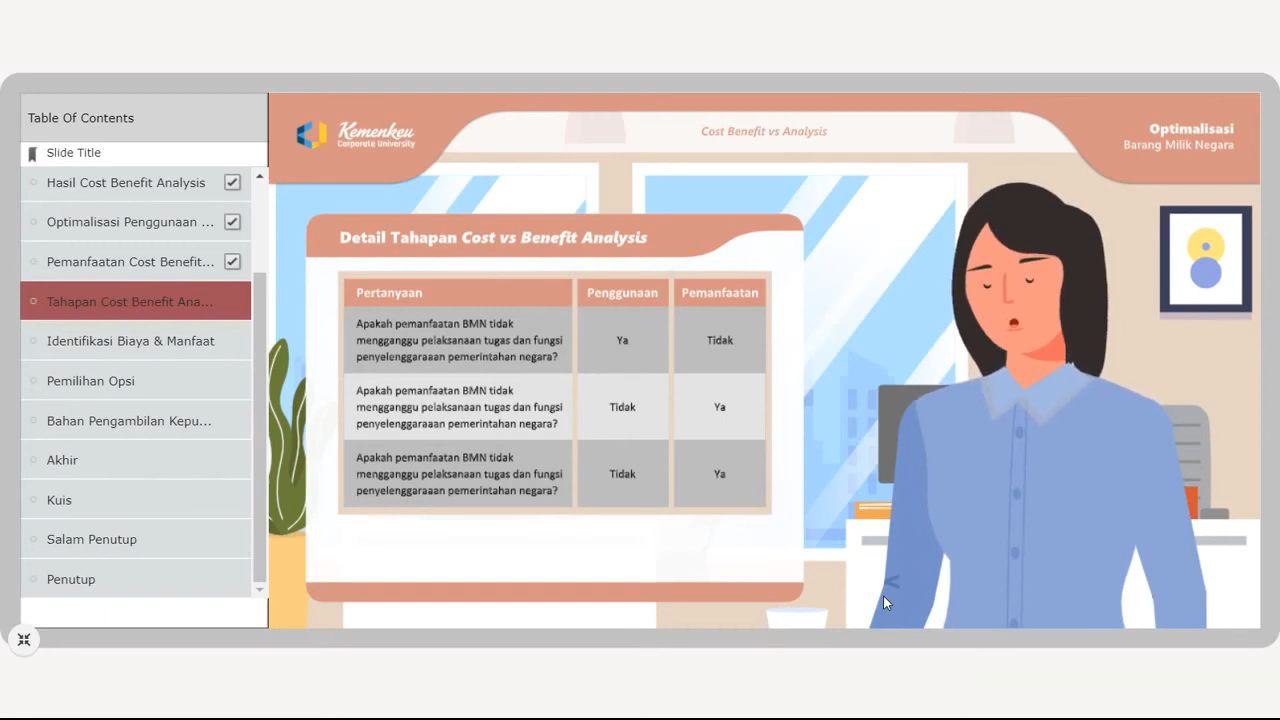 Table Of Contents
Slide Title
Hasil Cost Benefit Analysis
Optimalisasi Penggunaan ...
Pemanfaatan Cost Benefit...
Tahapan Cost Benefit Ana...
Identifikasi Biaya & Manfaat
Pemilihan Opsi
Bahan Pengambilan Kepu...
Akhir
Kuis
Salam Penutup
Penutup
Kemenkeu
Corporate University
Cost Benefit vs Analysis
Optimalisasi
Barang Milik Negara
Detail Tahapan Cost vs Benefit Analysis
Pertanyaan Penggunaan Pemanfaatan
Apakah pemanfaatan BMN tidak
mengganggu pelaksanaan tugas dan fungsi
penyelenggaraaan pemerintahan negara?
Ya Tidak
Apakah pemanfaatan BMN tidak
mengganggu pelaksanaan tugas dan fungsi
penyelenggaraaan pemerintahan negara?
Tidak Ya
Apakah pemanfaatan BMN tidak
mengganggu pelaksanaan tugas dan fungsi
penyelenggaraaan pemerintahan negara?
Tidak Ya